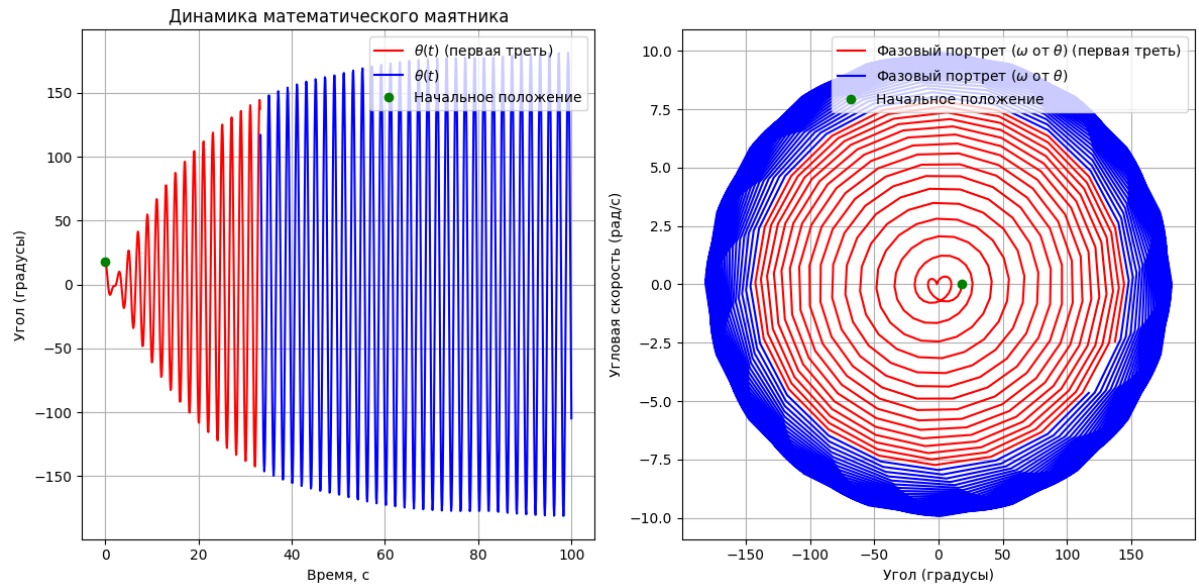 Динамика математического маятника
θ(t) (первая треть)
θ(t)
Начальное положение
Угол (градусы)
150
100
50
0
−50
−100
−150
0
20
40
60
80
100
Время, с
Фазовый портрет (ω от θ) (первая треть)
Фазовый портрет (ω от θ)
Начальное положение
Угловая скорость (рад/с)
10.0
7.5
5.0
2.5
0.0
−2.5
−5.0
−7.5
−10.0
−150
−100
−50
0
50
100
150
Угол (градусы)